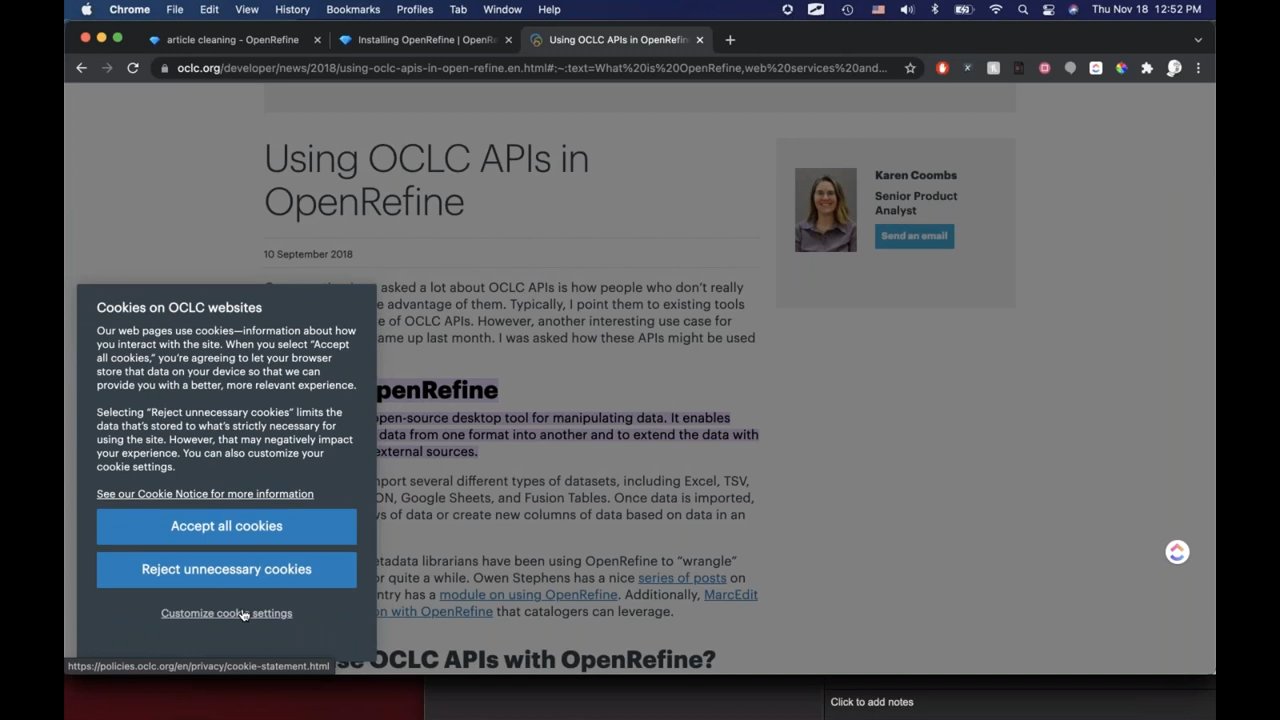 Chrome File Edit View History Bookmarks Profiles Tab Window Help Thu Nov 18 12:52 PM
article cleaning - OpenRefine
Installing OpenRefine | OpenR
Using OCLC APIs in OpenRefin
oclc.org/developer/news/2018/using-oclc-apis-in-open-refine.en.html#:~:text=What%20is%20OpenRefine,web%20services%20and...
Using OCLC APIs in
OpenRefine
10 September 2018
Karen Coombs
Senior Product
Analyst
Send an email
asked a lot about OCLC APIs is how people who don't really
e advantage of them. Typically, I point them to existing tools
e of OCLC APIs. However, another interesting use case for
ame up last month. I was asked how these APIs might be used
penRefine
open-source desktop tool for manipulating data. It enables
data from one format into another and to extend the data with
external sources.
port several different types of datasets, including Excel, TSV,
ON, Google Sheets, and Fusion Tables. Once data is imported,
s of data or create new columns of data based on data in an
etadata librarians have been using OpenRefine to "wrangle"
or quite a while. Owen Stephens has a nice series of posts on
ntry has a module on using OpenRefine. Additionally, MarcEdit
on with OpenRefine that catalogers can leverage.
se OCLC APIs with OpenRefine?
Cookies on OCLC websites
Our web pages use cookies—information about how
you interact with the site. When you select "Accept
all cookies," you're agreeing to let your browser
store that data on your device so that we can
provide you with a better, more relevant experience.
Selecting "Reject unnecessary cookies" limits the
data that's stored to what's strictly necessary for
using the site. However, that may negatively impact
your experience. You can also customize your
cookie settings.
See our Cookie Notice for more information
Accept all cookies
Reject unnecessary cookies
Customize cookie settings
https://policies.oclc.org/en/privacy/cookie-statement.html
Click to add notes